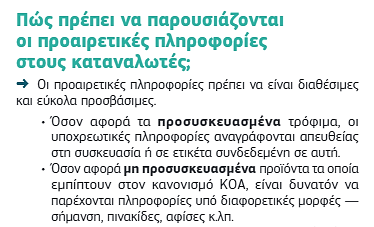 Πώς πρέπει να παρουσιάζονται
οι προαιρετικές πληροφορίες
στους καταναλωτές;
➔ Οι προαιρετικές πληροφορίες πρέπει να είναι διαθέσιμες
και εύκολα προσβάσιμες.
• Όσον αφορά τα προσυσκευασμένα τρόφιμα, οι
υποχρεωτικές πληροφορίες αναγράφονται απευθείας
στη συσκευασία ή σε ετικέτα συνδεδεμένη σε αυτή.
• Όσον αφορά μη προσυσκευασμένα προϊόντα τα οποία
εμπίπτουν στον κανονισμό ΚΟΑ, είναι δυνατόν να
παρέχονται πληροφορίες υπό διαφορετικές μορφές —
σήμανση, πινακίδες, αφίσες κ.λπ.